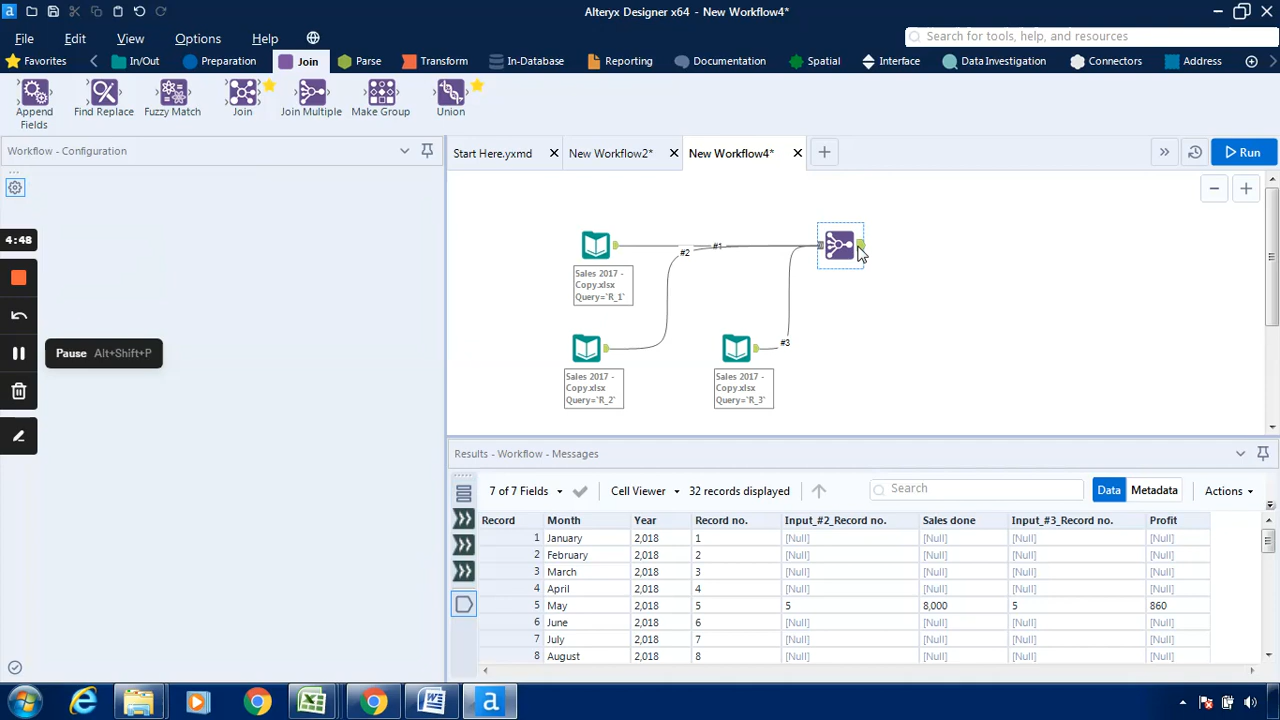 Alteryx Designer x64 - New Workflow4*
File Edit View Options Help
Search for tools, help, and resources
Favorites In/Out Preparation Join Parse Transform In-Database Reporting Documentation Spatial Interface Data Investigation Connectors Address
Append Fields
Find Replace
Fuzzy Match
Join
Join Multiple
Make Group
Union
Workflow - Configuration
Start Here.yxmd
New Workflow2*
New Workflow4*
Run
4:48
Pause Alt+Shift+P
#1
#2
#3
Sales 2017 -
Copy.xlsx
Query=`R_1`
Sales 2017 -
Copy.xlsx
Query=`R_2`
Sales 2017 -
Copy.xlsx
Query=`R_3`
Results - Workflow - Messages
7 of 7 Fields Cell Viewer 32 records displayed Search Data Metadata Actions
Record Month Year Record no. Input_#2_Record no. Sales done Input_#3_Record no. Profit
1 January 2,018 1 [Null] [Null] [Null] [Null]
2 February 2,018 2 [Null] [Null] [Null] [Null]
3 March 2,018 3 [Null] [Null] [Null] [Null]
4 April 2,018 4 [Null] [Null] [Null] [Null]
5 May 2,018 5 5 8,000 5 860
6 June 2,018 6 [Null] [Null] [Null] [Null]
7 July 2,018 7 [Null] [Null] [Null] [Null]
8 August 2,018 8 [Null] [Null] [Null] [Null]